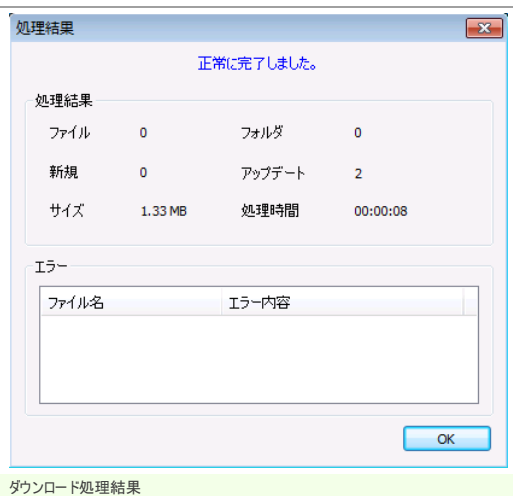 処理結果
正常に完了しました。
処理結果
ファイル 0 フォルダ 0
新規 0 アップデート 2
サイズ 1.33 MB 処理時間 00:00:08
エラー
ファイル名 エラー内容
OK
ダウンロード処理結果